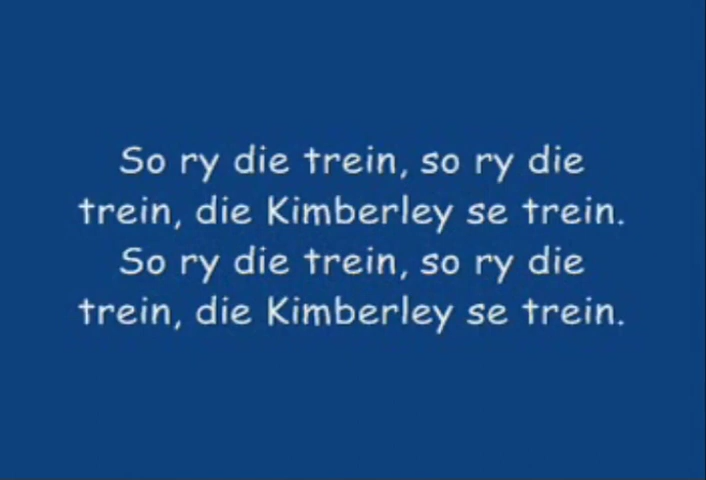 So ry die trein, so ry die
trein, die Kimberley se trein.
So ry die trein, so ry die
trein, die Kimberley se trein.